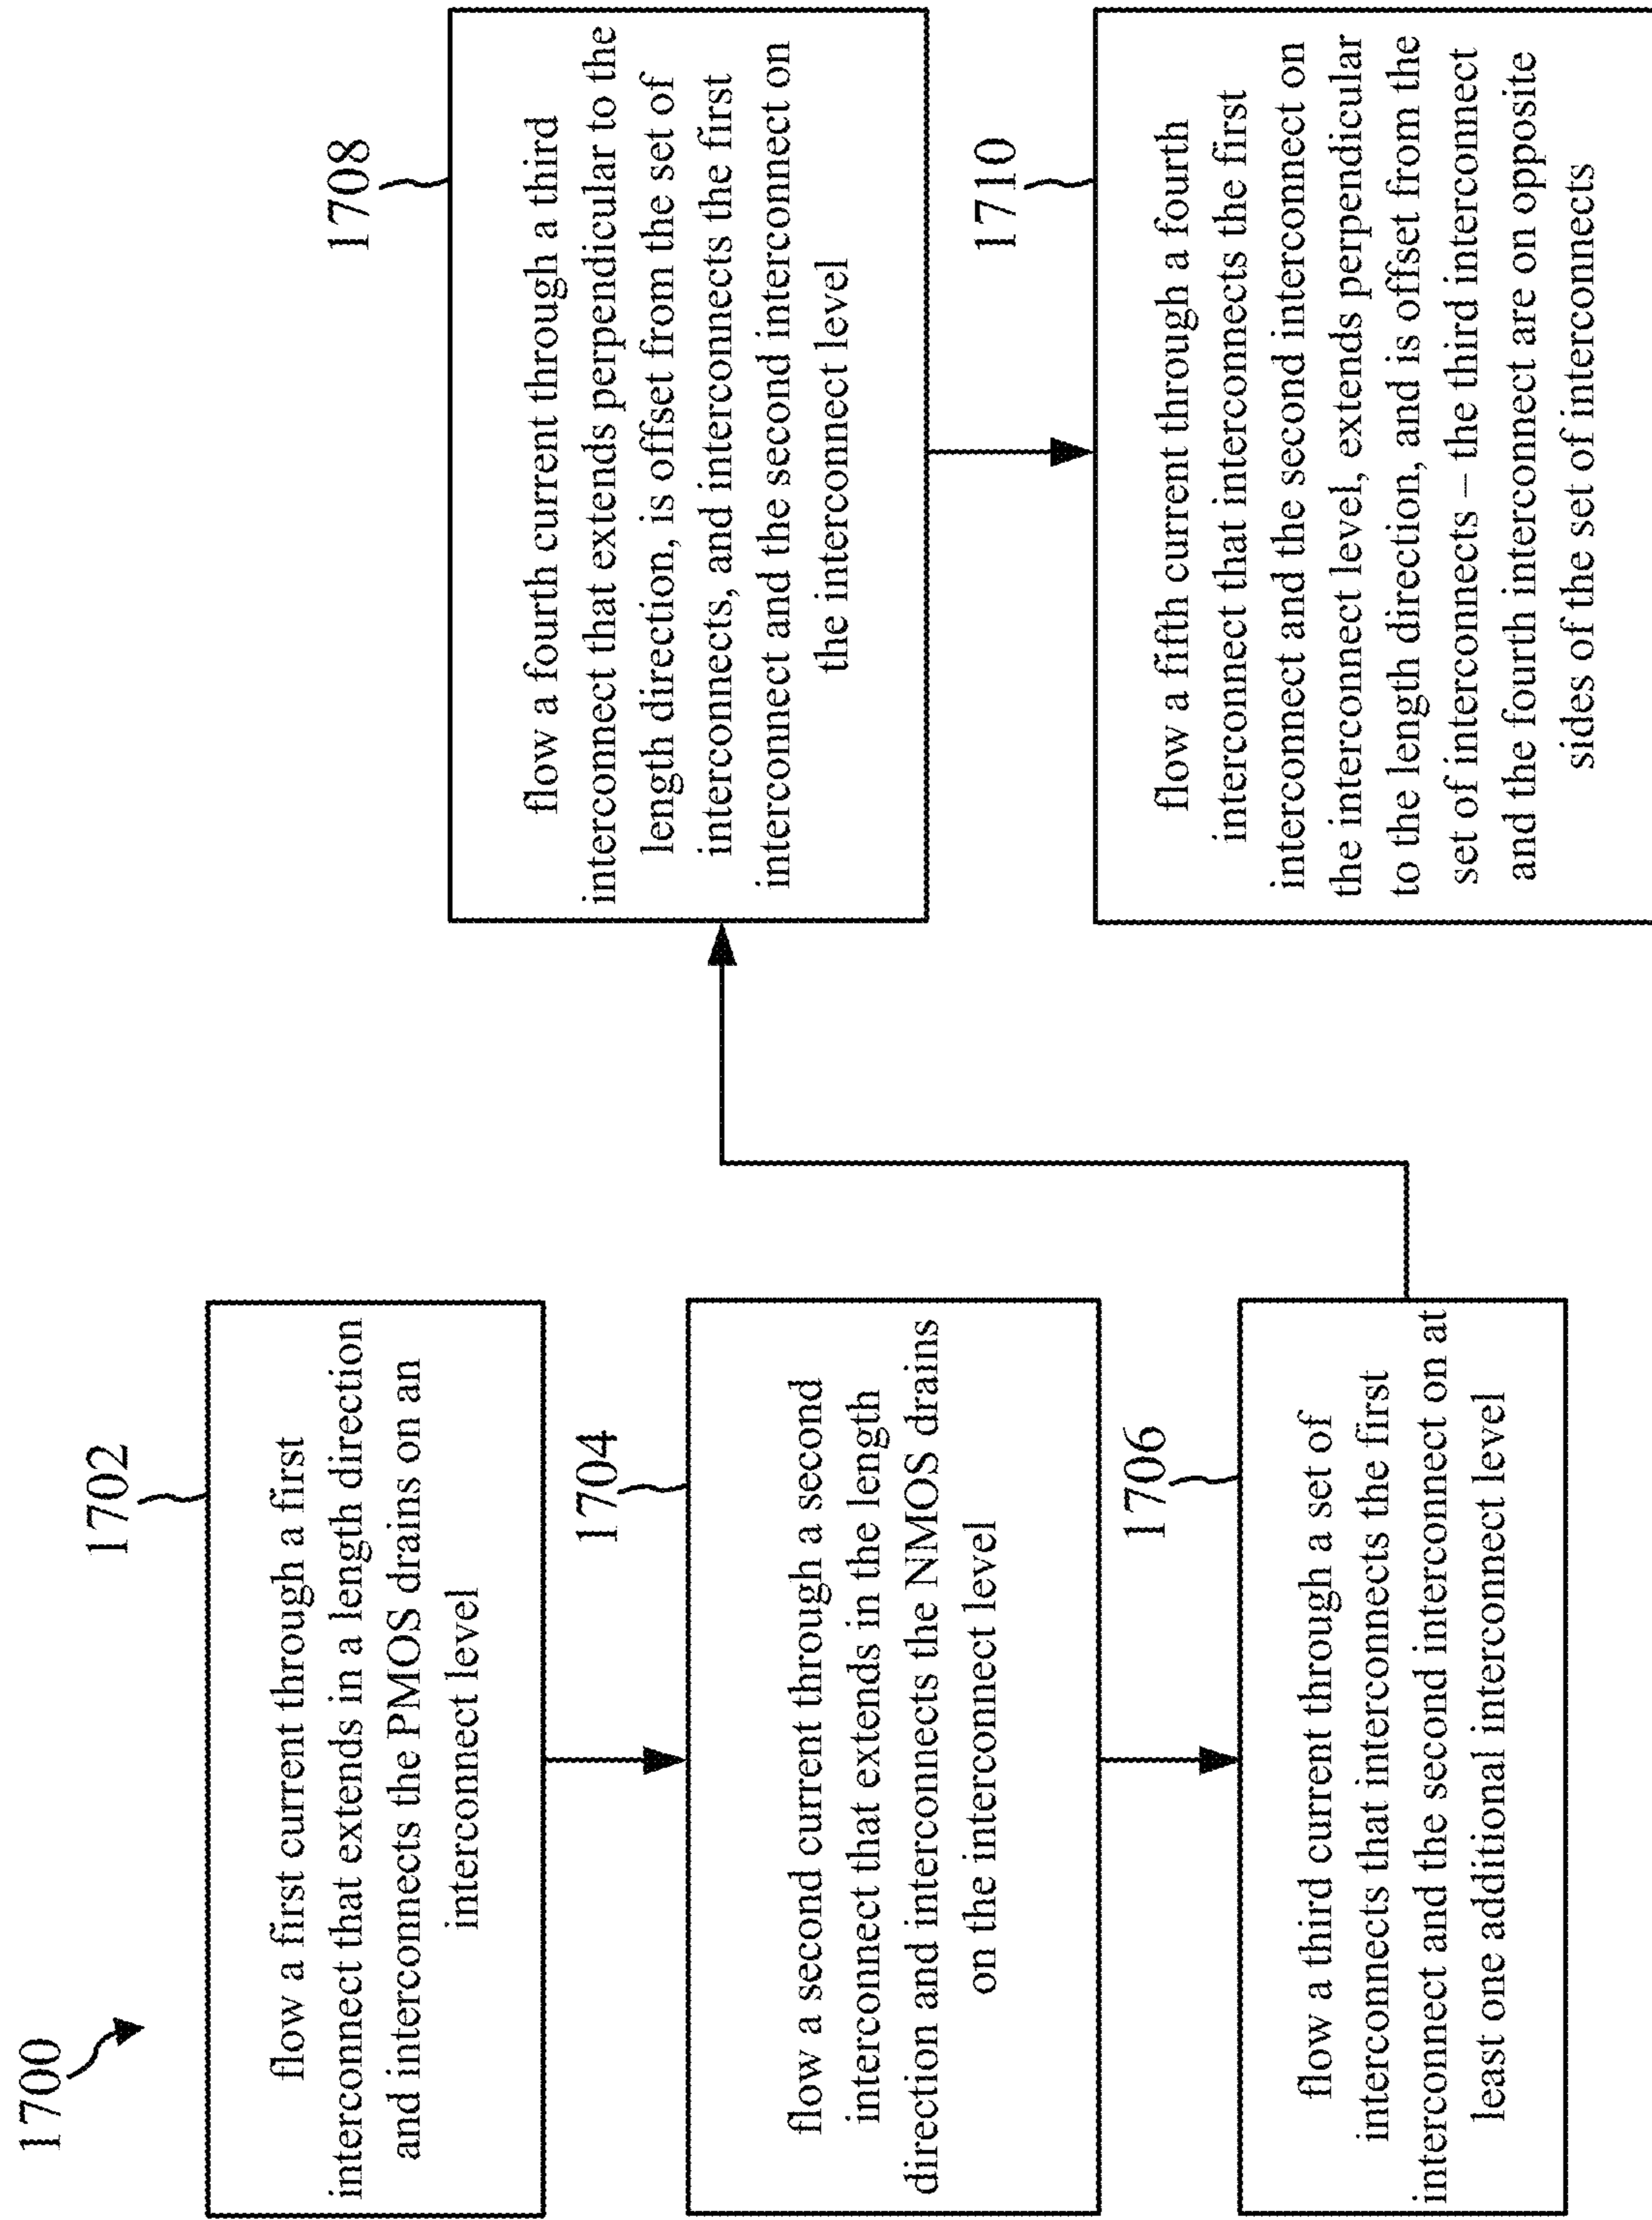 1700
1702
flow a first current through a first
interconnect that extends in a length direction
and interconnects the PMOS drains on an
interconnect level
1704
flow a second current through a second
interconnect that extends in the length
direction and interconnects the NMOS drains
on the interconnect level
1706
flow a third current through a set of
interconnects that interconnects the first
interconnect and the second interconnect on at
least one additional interconnect level
1708
flow a fourth current through a third
interconnect that extends perpendicular to the
length direction, is offset from the set of
interconnects, and interconnects the first
interconnect and the second interconnect on
the interconnect level
1710
flow a fifth current through a fourth
interconnect that interconnects the first
interconnect and the second interconnect on
the interconnect level, extends perpendicular
to the length direction, and is offset from the
set of interconnects – the third interconnect
and the fourth interconnect are on opposite
sides of the set of interconnects